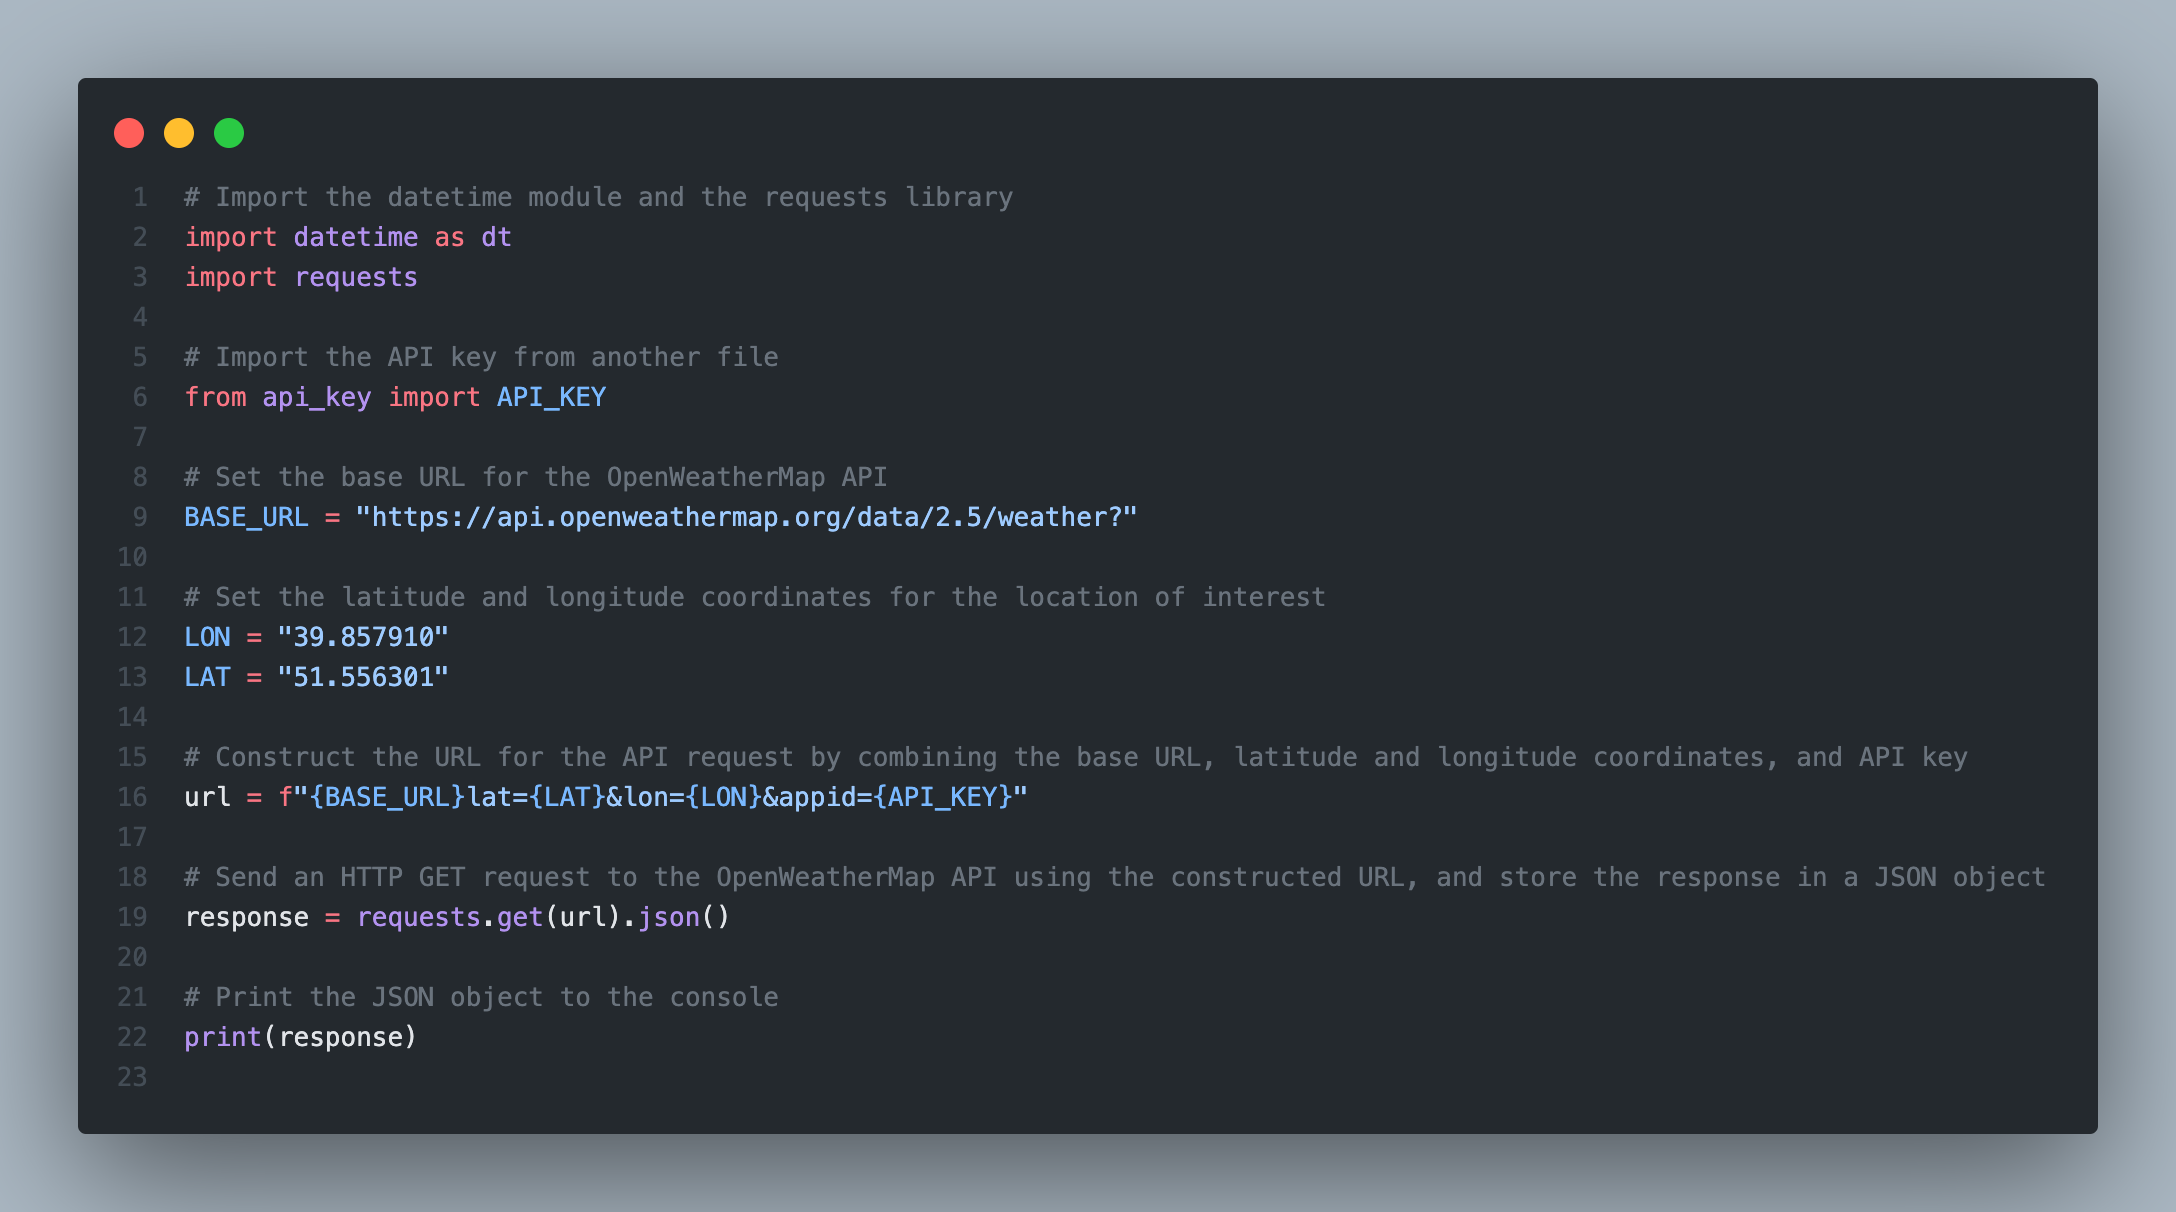 1 # Import the datetime module and the requests library
2 import datetime as dt
3 import requests
4
5 # Import the API key from another file
6 from api_key import API_KEY
7
8 # Set the base URL for the OpenWeatherMap API
9 BASE_URL = "https://api.openweathermap.org/data/2.5/weather?"
10
11 # Set the latitude and longitude coordinates for the location of interest
12 LON = "39.857910"
13 LAT = "51.556301"
14
15 # Construct the URL for the API request by combining the base URL, latitude and longitude coordinates, and API key
16 url = f"{BASE_URL}lat={LAT}&lon={LON}&appid={API_KEY}"
17
18 # Send an HTTP GET request to the OpenWeatherMap API using the constructed URL, and store the response in a JSON object
19 response = requests.get(url).json()
20
21 # Print the JSON object to the console
22 print(response)
23